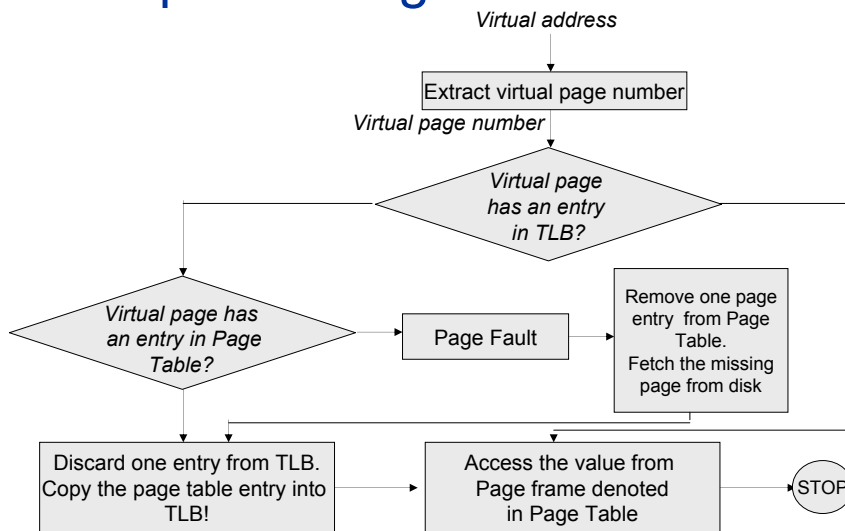 Virtual address
Extract virtual page number
Virtual page number
Virtual page
has an entry
in TLB?
Virtual page has
an entry in Page
Table?
Page Fault
Remove one page
entry from Page
Table.
Fetch the missing
page from disk
Discard one entry from TLB.
Copy the page table entry into
TLB!
Access the value from
Page frame denoted
in Page Table
STOP